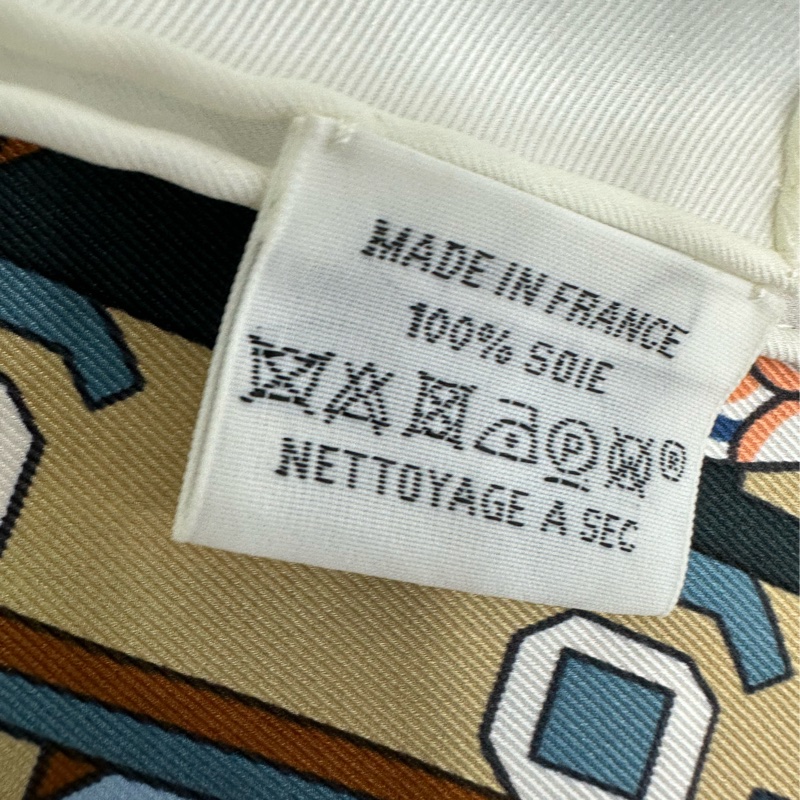 MADE IN FRANCE
100% SOIE
P ®
NETTOYAGE A SEC